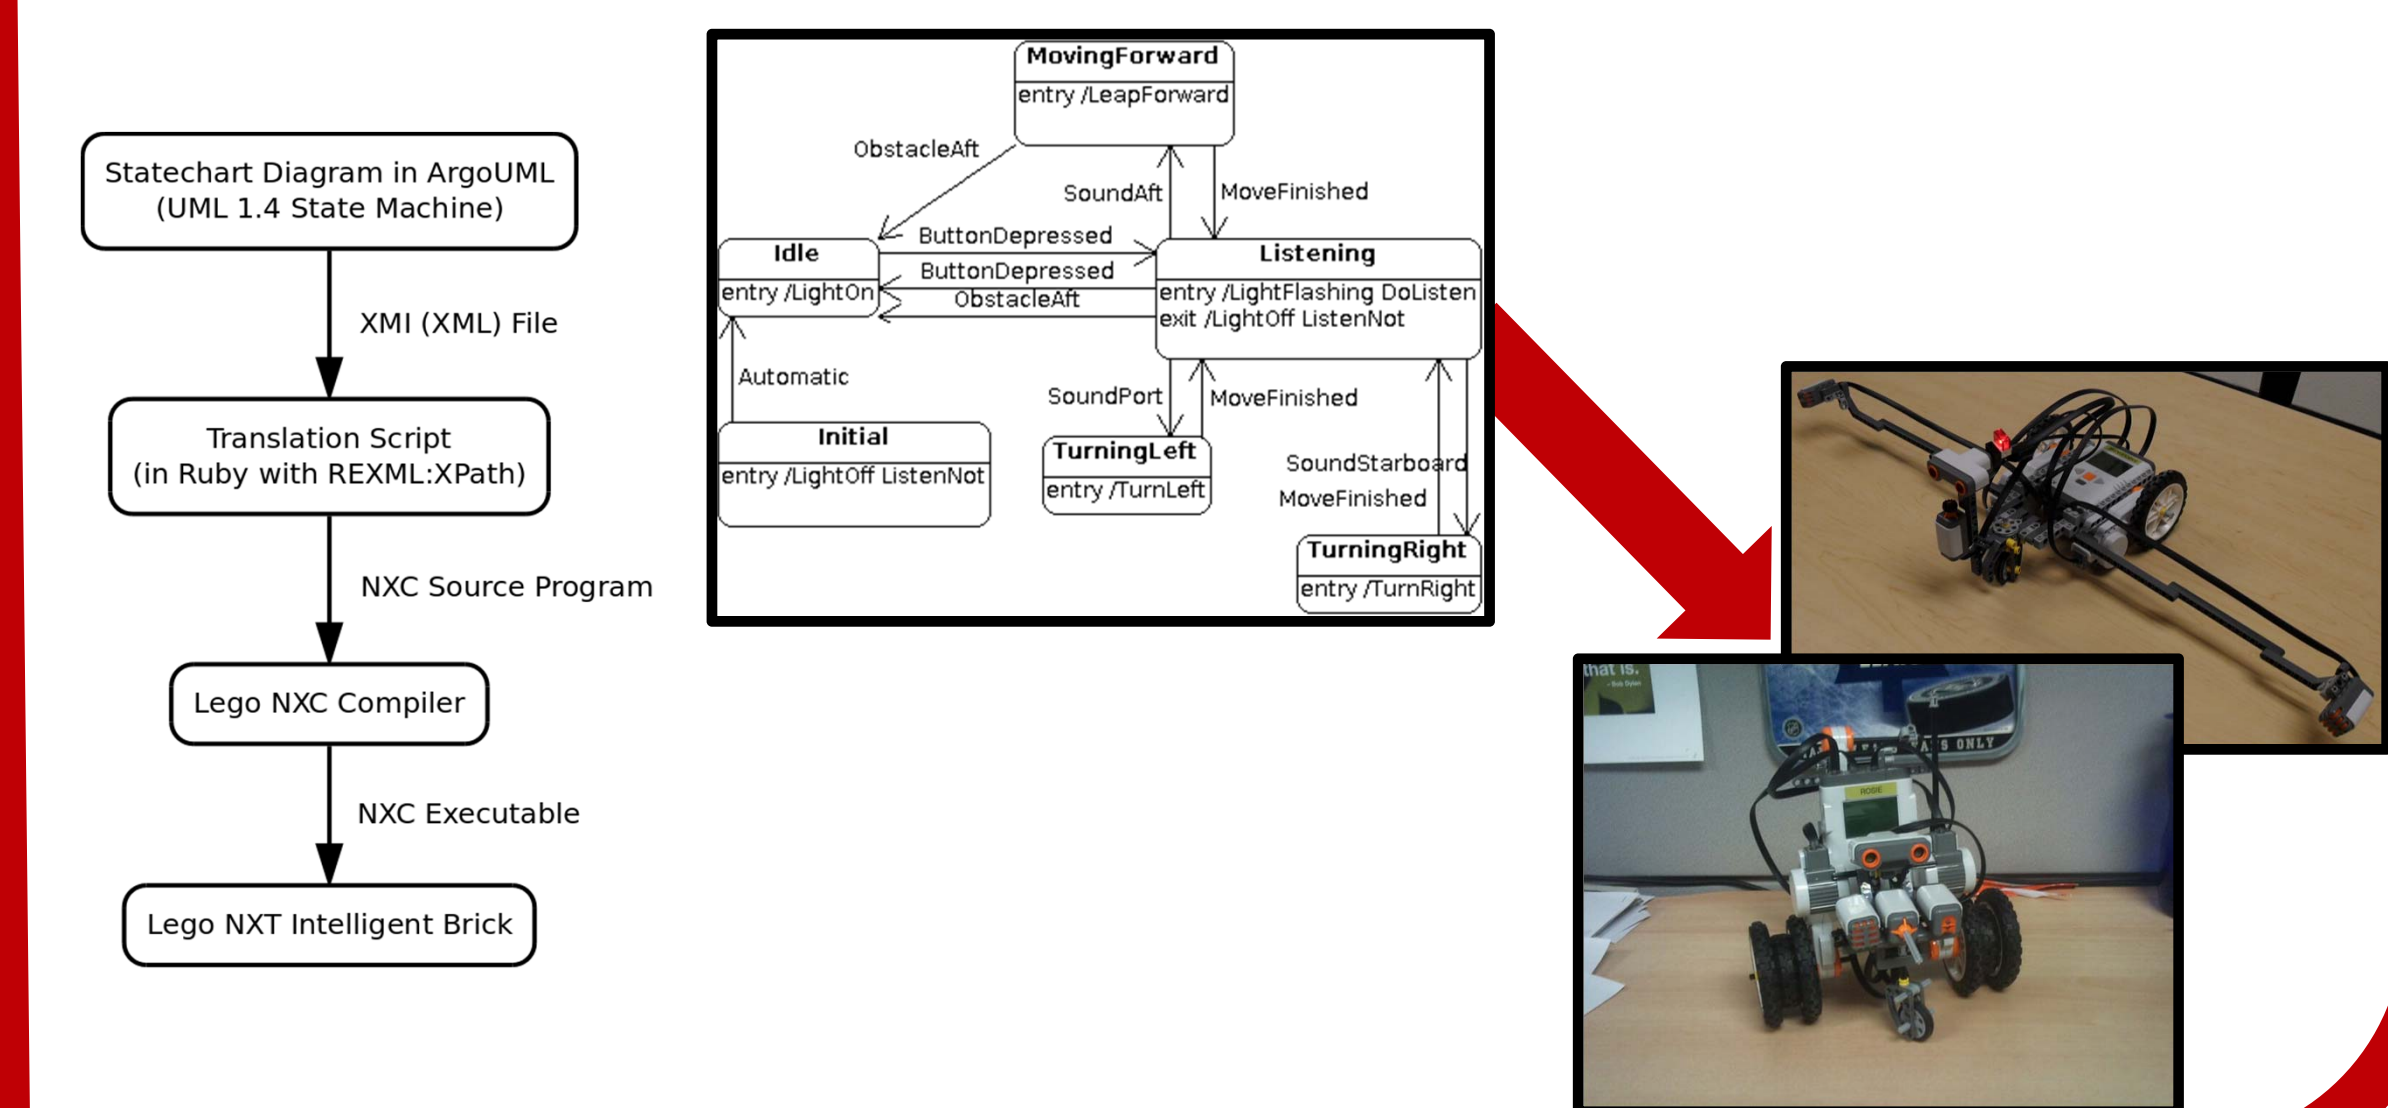 Statechart Diagram in ArgoUML
(UML 1.4 State Machine)
XMI (XML) File
Translation Script
(in Ruby with REXML:XPath)
NXC Source Program
Lego NXC Compiler
NXC Executable
Lego NXT Intelligent Brick
MovingForward
entry /LeapForward
ObstacleAft
SoundAft
MoveFinished
Idle
entry /LightOn
ButtonDepressed
ButtonDepressed
ObstacleAft
Listening
entry /LightFlashing DoListen
exit /LightOff ListenNot
Automatic
Initial
entry /LightOff ListenNot
SoundPort
MoveFinished
TurningLeft
entry /TurnLeft
SoundStarboard
MoveFinished
TurningRight
entry /TurnRight
that is.
- Bob Dylan
ONLY
ROSIE